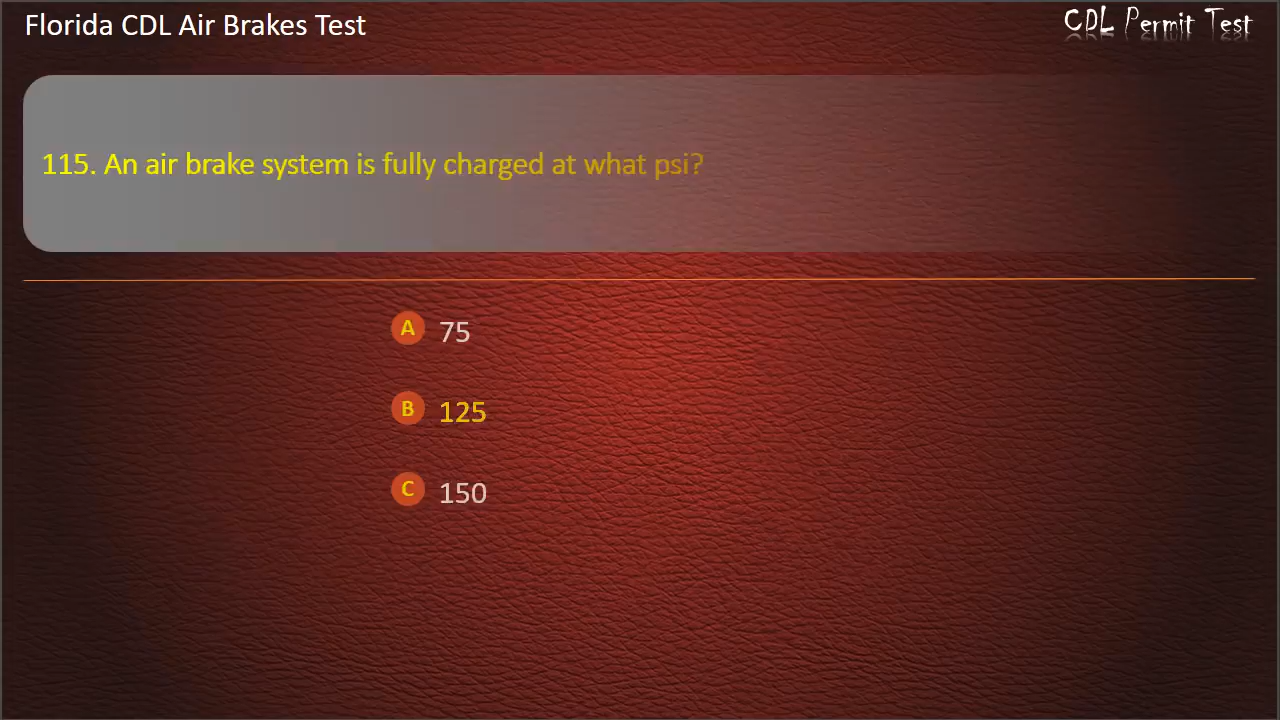 Florida CDL Air Brakes Test
CDL Permit Test
115. An air brake system is fully charged at what psi?
A 75
B 125
C 150